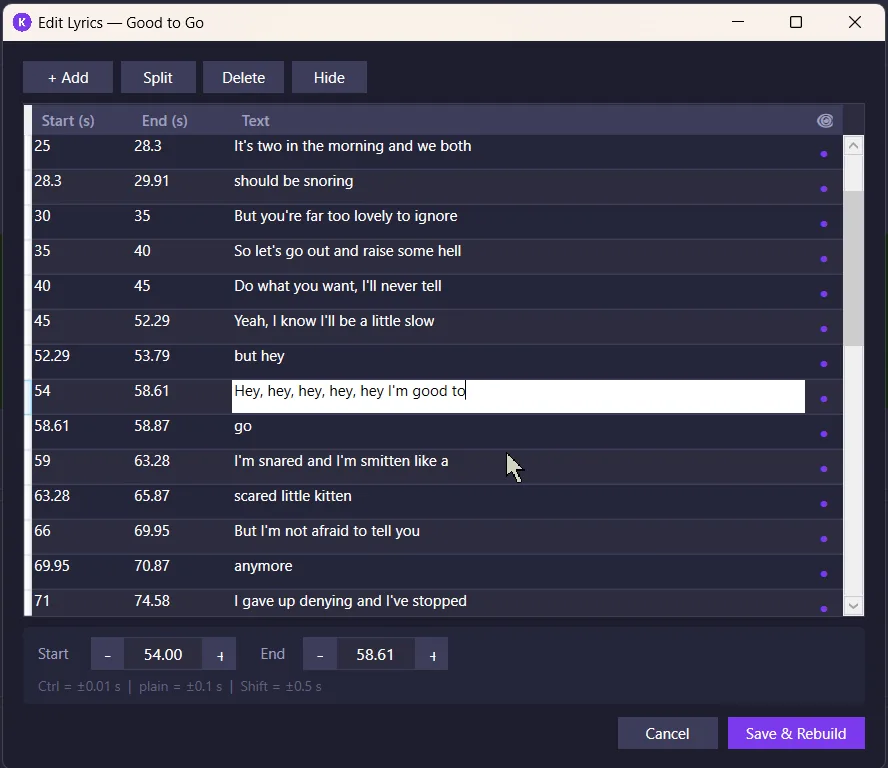 K Edit Lyrics — Good to Go
+ Add Split Delete Hide
Start (s) End (s) Text
25 28.3 It's two in the morning and we both
28.3 29.91 should be snoring
30 35 But you're far too lovely to ignore
35 40 So let's go out and raise some hell
40 45 Do what you want, I'll never tell
45 52.29 Yeah, I know I'll be a little slow
52.29 53.79 but hey
54 58.61 Hey, hey, hey, hey, hey I'm good to
58.61 58.87 go
59 63.28 I'm snared and I'm smitten like a
63.28 65.87 scared little kitten
66 69.95 But I'm not afraid to tell you
69.95 70.87 anymore
71 74.58 I gave up denying and I've stopped
Start - 54.00 + End - 58.61 +
Ctrl = ±0.01 s | plain = ±0.1 s | Shift = ±0.5 s
Cancel Save & Rebuild